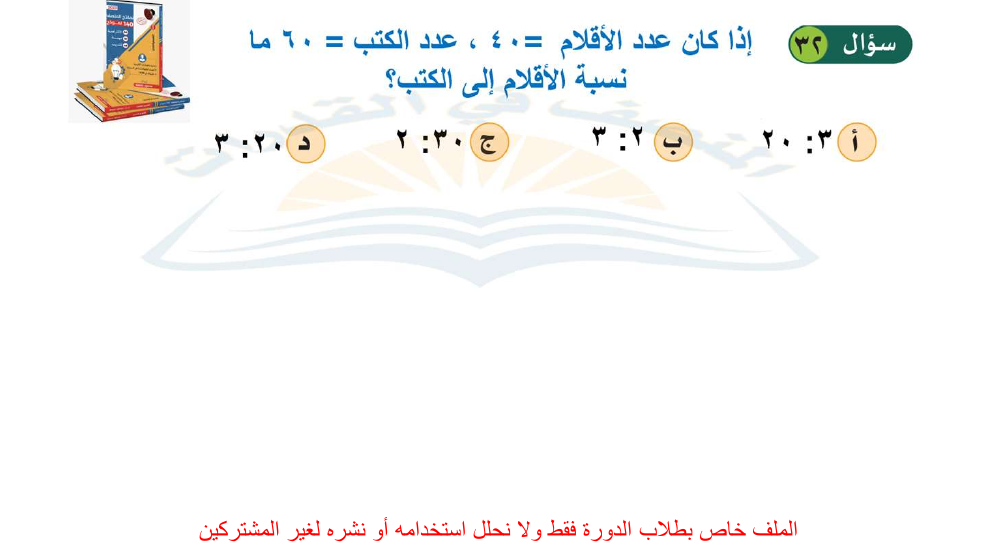 سؤال ٣٢
إذا كان عدد الأقلام =٤٠ ، عدد الكتب = ٦٠ ما
نسبة الأقلام إلى الكتب؟
أ ٣: ٢٠ ب ٢: ٣ ج ٣٠: ٢ د ٢٠: ٣
الملف خاص بطلاب الدورة فقط ولا نحلل استخدامه أو نشره لغير المشتركين